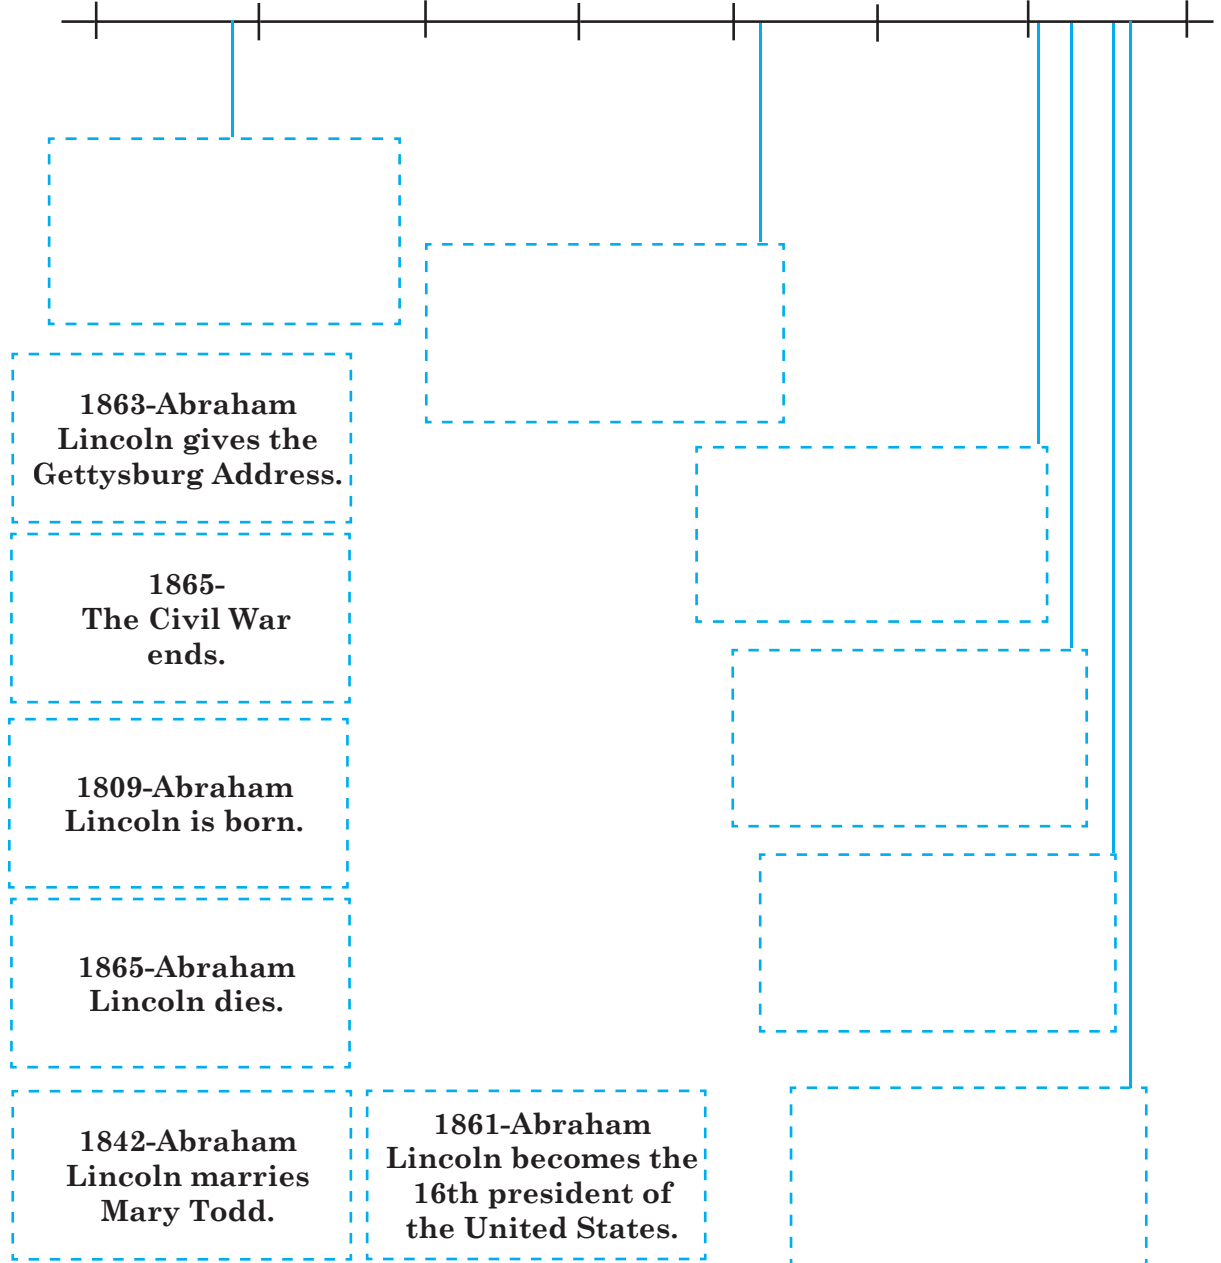 1863-Abraham
Lincoln gives the
Gettysburg Address.
1865-
The Civil War
ends.
1809-Abraham
Lincoln is born.
1865-Abraham
Lincoln dies.
1842-Abraham
Lincoln marries
Mary Todd.
1861-Abraham
Lincoln becomes the
16th president of
the United States.